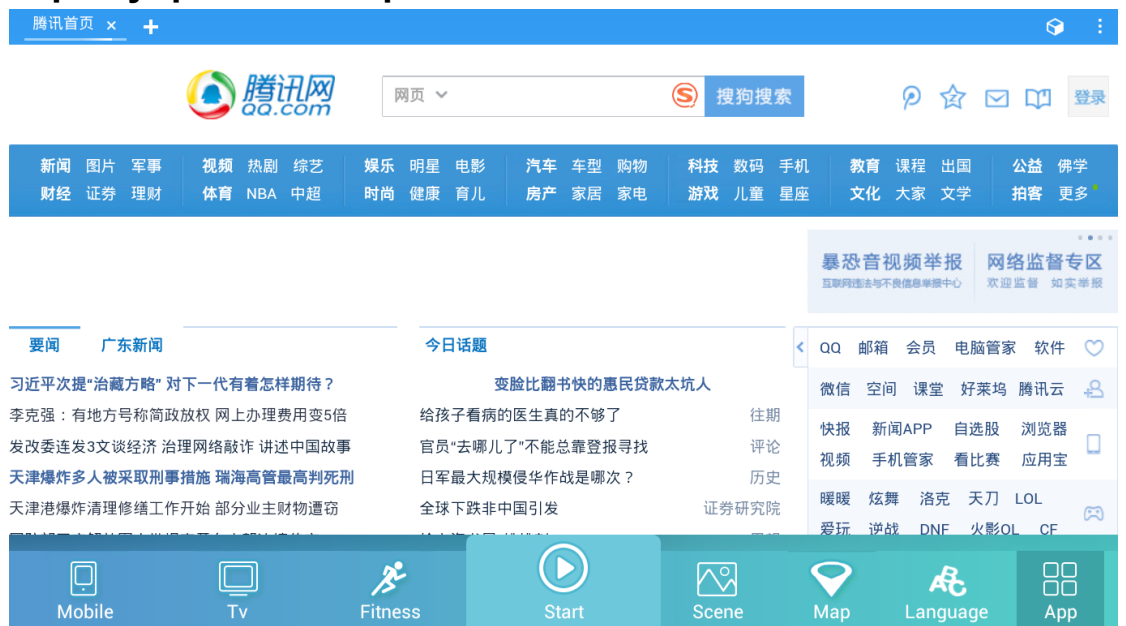 腾讯首页 × +
腾讯网
QQ.com
网页
搜狗搜索
登录
新闻 图片 军事 视频 热剧 综艺 娱乐 明星 电影 汽车 车型 购物 科技 数码 手机 教育 课程 出国 公益 佛学
财经 证券 理财 体育 NBA 中超 时尚 健康 育儿 房产 家居 家电 游戏 儿童 星座 文化 大家 文学 拍客 更多
暴恐音视频举报
互联网违法与不良信息举报中心
网络监督专区
欢迎监督 如实举报
要闻 广东新闻
习近平次提“治藏方略” 对下一代有着怎样期待？
李克强：有地方号称简政放权 网上办理费用变5倍
发改委连发3文谈经济 治理网络敲诈 讲述中国故事
天津爆炸多人被采取刑事措施 瑞海高管最高判死刑
天津港爆炸清理修缮工作开始 部分业主财物遭窃
今日话题
变脸比翻书快的惠民贷款太坑人
给孩子看病的医生真的不够了 往期
官员“去哪儿了”不能总靠登报寻找 评论
日军最大规模侵华作战是哪次？ 历史
全球下跌非中国引发 证券研究院
QQ 邮箱 会员 电脑管家 软件
微信 空间 课堂 好莱坞 腾讯云
快报 新闻APP 自选股 浏览器
视频 手机管家 看比赛 应用宝
暖暖 炫舞 洛克 天刀 LOL
爱玩 逆战 DNF 火影OL CF
Mobile
Tv
Fitness
Start
Scene
Map
Language
App